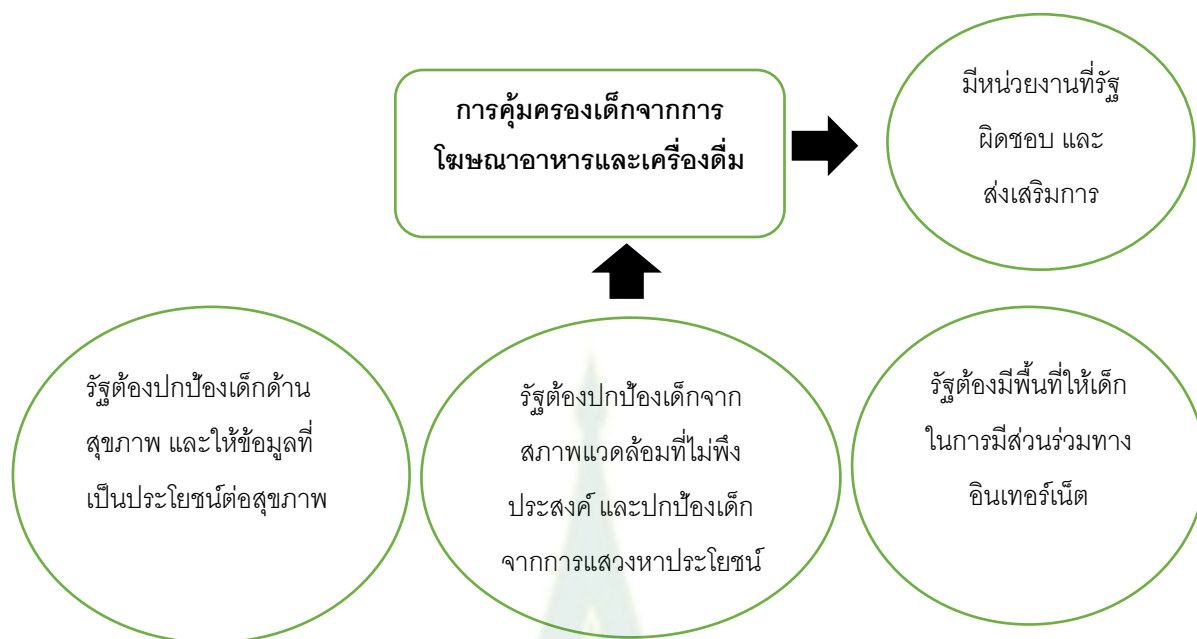 การคุ้มครองเด็กจากการ
โฆษณาอาหารและเครื่องดื่ม
มีหน่วยงานที่รัฐ
ผิดชอบ และ
ส่งเสริมการ
รัฐต้องปกป้องเด็กด้าน
สุขภาพ และให้ข้อมูลที่
เป็นประโยชน์ต่อสุขภาพ
รัฐต้องปกป้องเด็กจาก
สภาพแวดล้อมที่ไม่พึง
ประสงค์ และปกป้องเด็ก
จากการแสวงหาประโยชน์
รัฐต้องมีพื้นที่ให้เด็ก
ในการมีส่วนร่วมทาง
อินเทอร์เน็ต